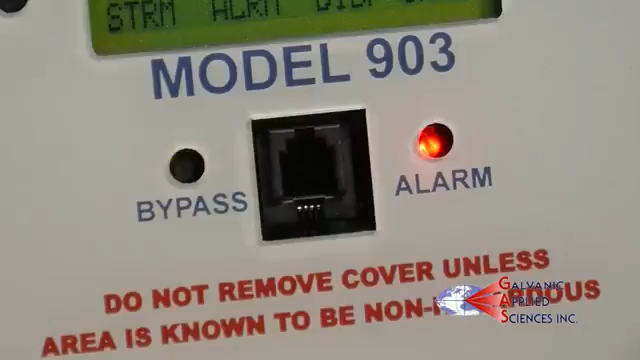 STRM ALRM DISP
MODEL 903
BYPASS
ALARM
DO NOT REMOVE COVER UNLESS
AREA IS KNOWN TO BE NON-
GALVANIC
APPLIED
SCIENCES INC.